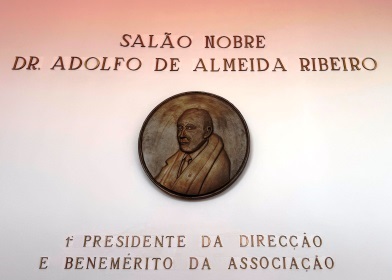 SALÃO NOBRE
DR. ADOLFO DE ALMEIDA RIBEIRO
1º PRESIDENTE DA DIRECÇÃO
E BENEMÉRITO DA ASSOCIAÇÃO